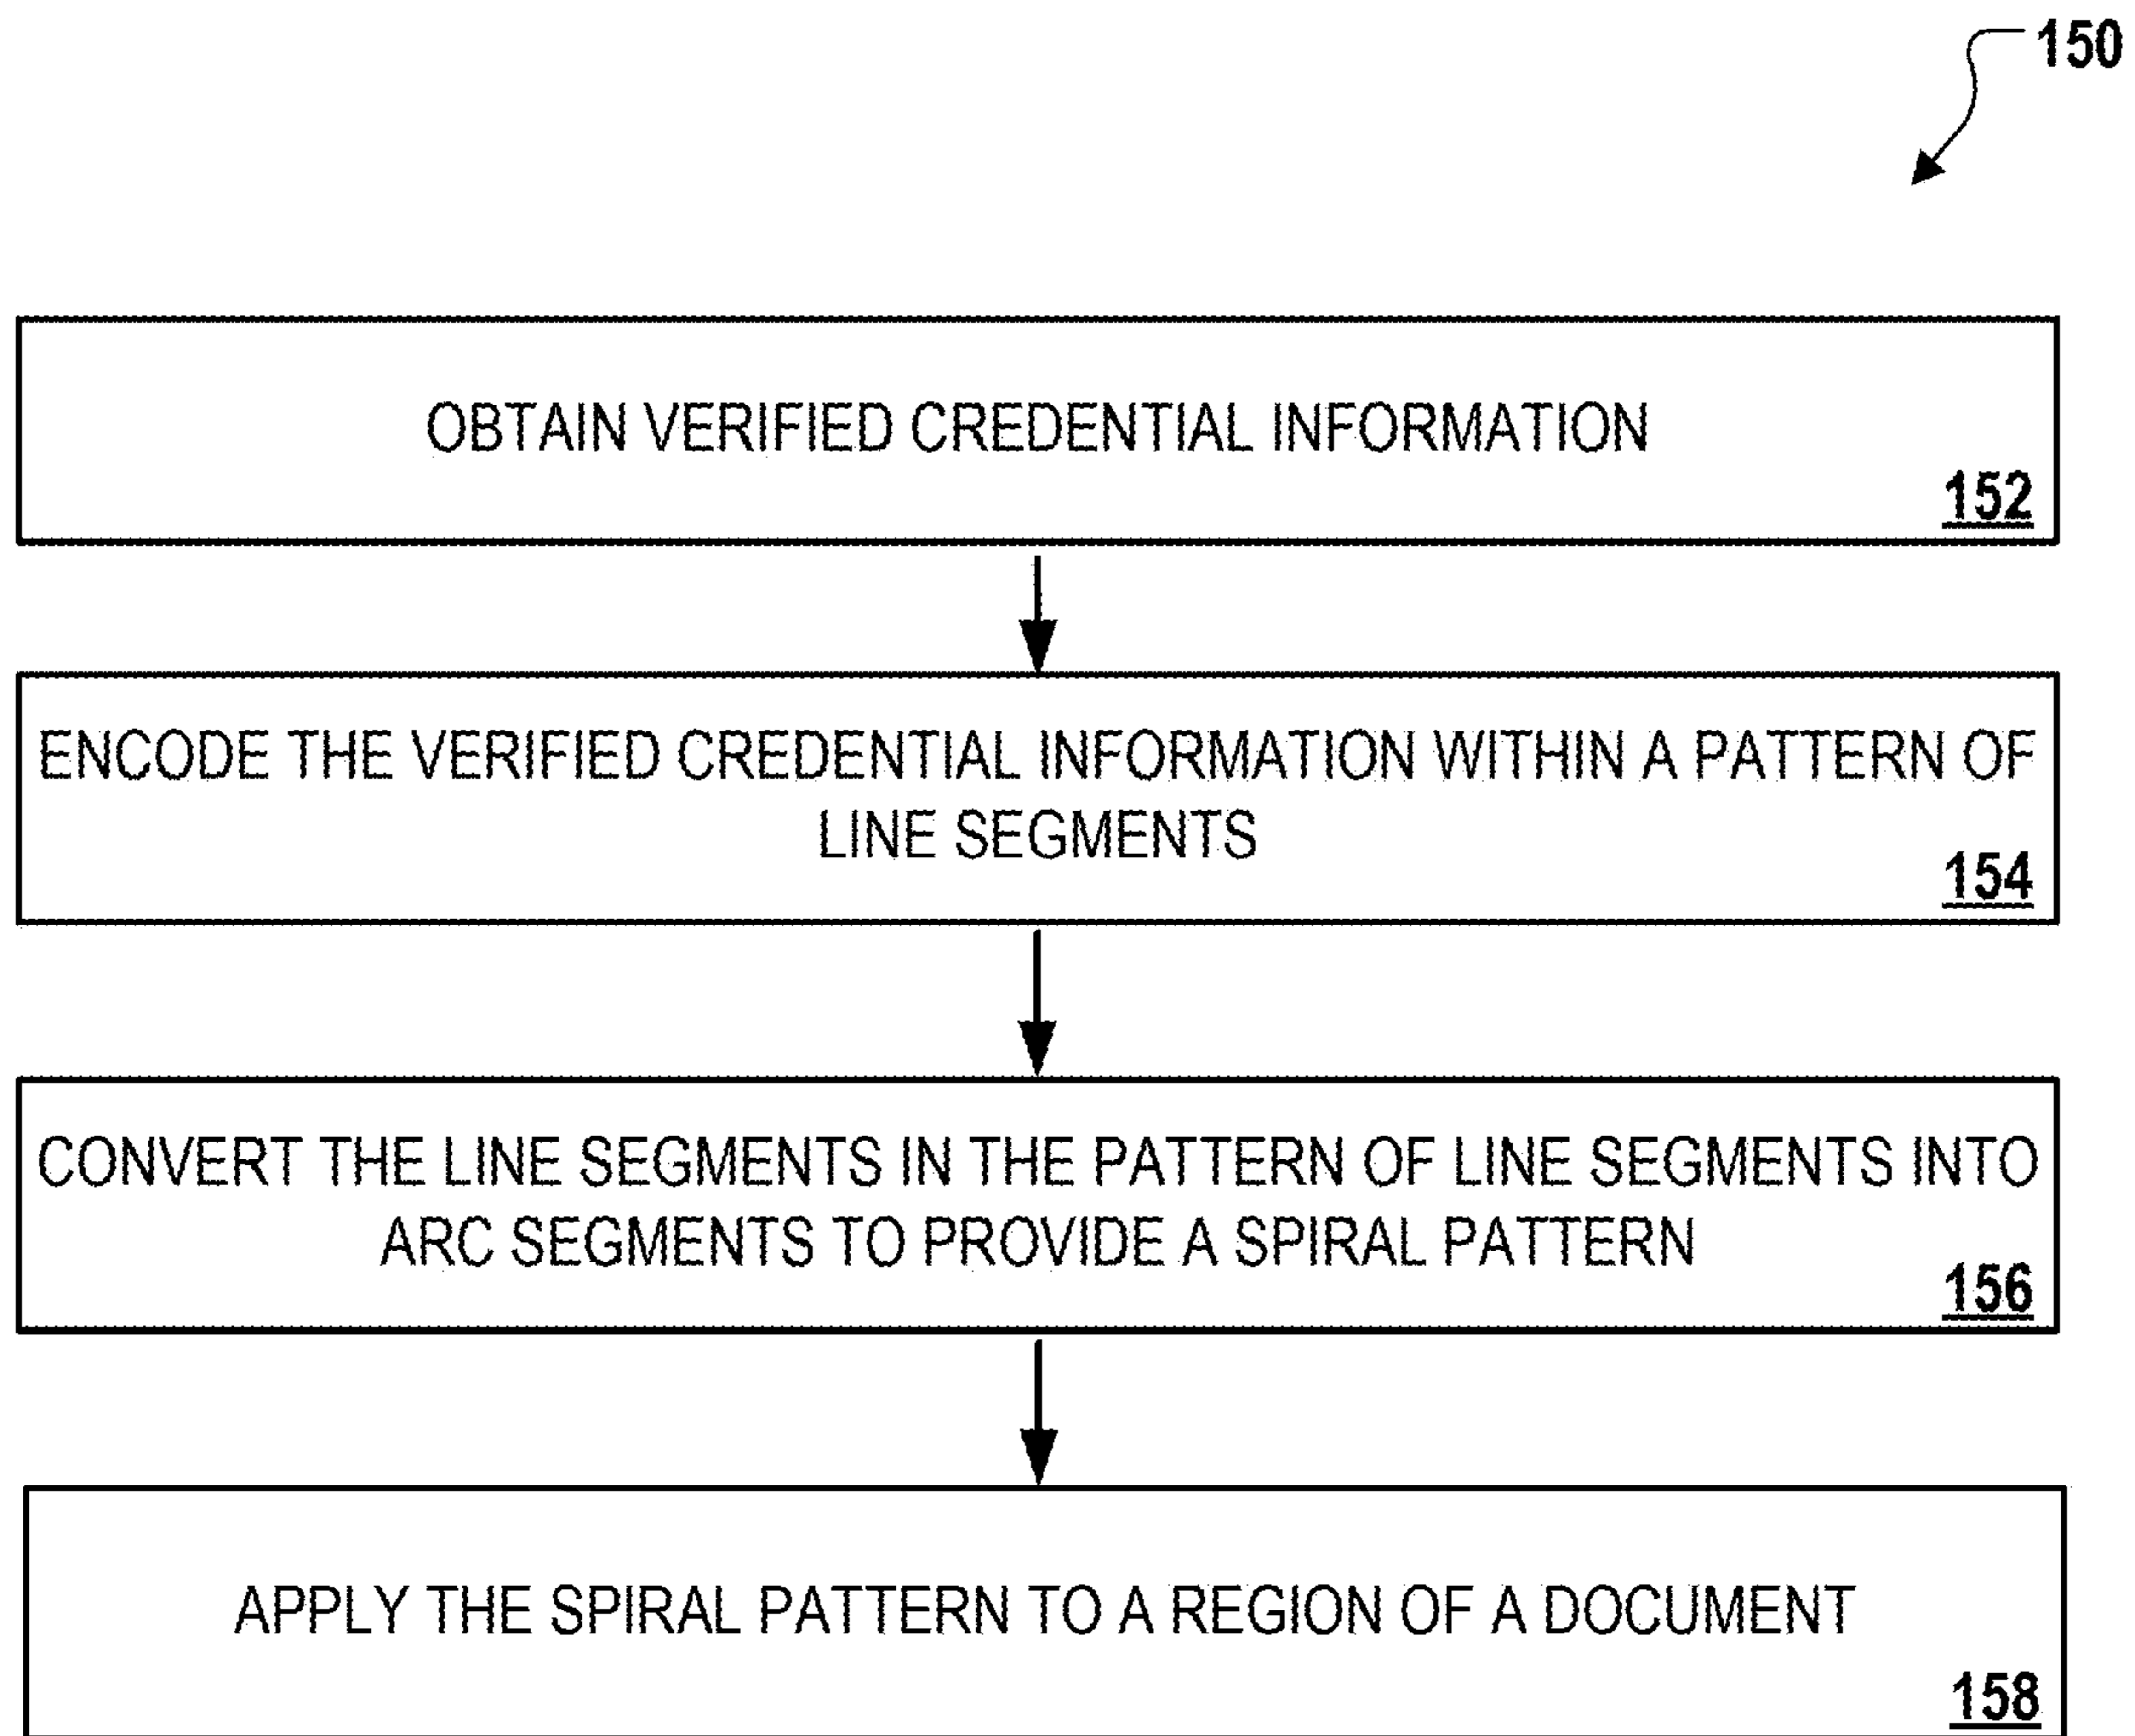 150
OBTAIN VERIFIED CREDENTIAL INFORMATION
152
ENCODE THE VERIFIED CREDENTIAL INFORMATION WITHIN A PATTERN OF
LINE SEGMENTS
154
CONVERT THE LINE SEGMENTS IN THE PATTERN OF LINE SEGMENTS INTO
ARC SEGMENTS TO PROVIDE A SPIRAL PATTERN
156
APPLY THE SPIRAL PATTERN TO A REGION OF A DOCUMENT
158